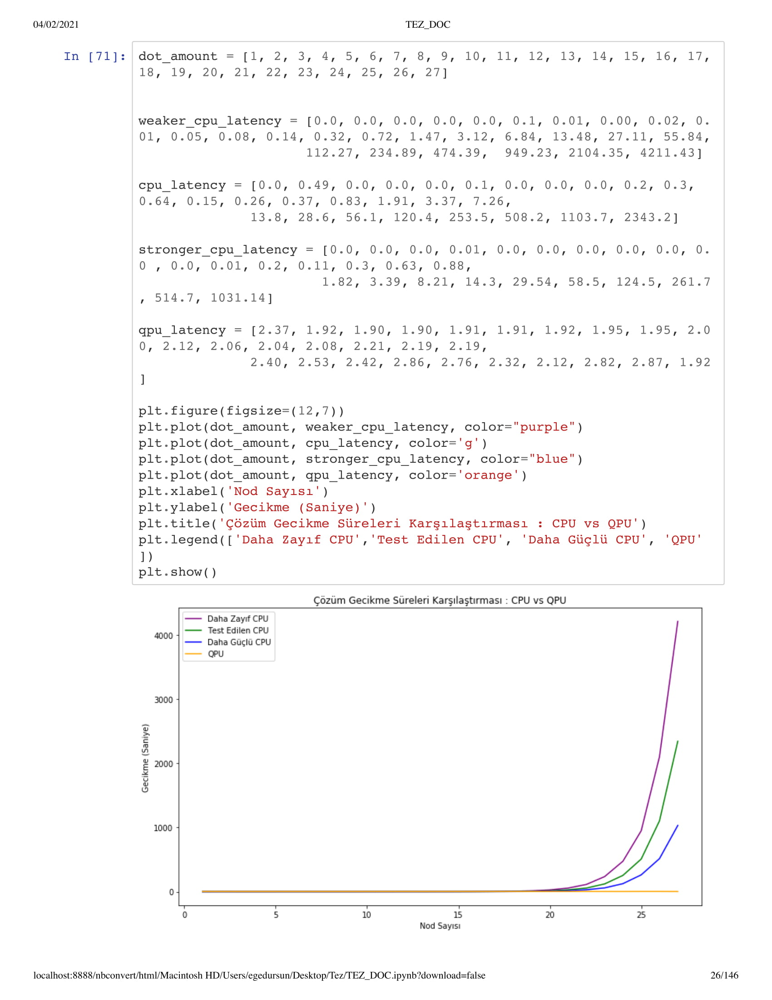 04/02/2021
TEZ_DOC
In [71]:
dot_amount = [1, 2, 3, 4, 5, 6, 7, 8, 9, 10, 11, 12, 13, 14, 15, 16, 17,
18, 19, 20, 21, 22, 23, 24, 25, 26, 27]
weaker_cpu_latency = [0.0, 0.0, 0.0, 0.0, 0.0, 0.1, 0.01, 0.00, 0.02, 0.
01, 0.05, 0.08, 0.14, 0.32, 0.72, 1.47, 3.12, 6.84, 13.48, 27.11, 55.84,
112.27, 234.89, 474.39,  949.23, 2104.35, 4211.43]
cpu_latency = [0.0, 0.49, 0.0, 0.0, 0.0, 0.1, 0.0, 0.0, 0.0, 0.2, 0.3,
0.64, 0.15, 0.26, 0.37, 0.83, 1.91, 3.37, 7.26,
13.8, 28.6, 56.1, 120.4, 253.5, 508.2, 1103.7, 2343.2]
stronger_cpu_latency = [0.0, 0.0, 0.0, 0.01, 0.0, 0.0, 0.0, 0.0, 0.0, 0.
0 , 0.0, 0.01, 0.2, 0.11, 0.3, 0.63, 0.88,
1.82, 3.39, 8.21, 14.3, 29.54, 58.5, 124.5, 261.7
, 514.7, 1031.14]
qpu_latency = [2.37, 1.92, 1.90, 1.90, 1.91, 1.91, 1.92, 1.95, 1.95, 2.0
0, 2.12, 2.06, 2.04, 2.08, 2.21, 2.19, 2.19,
2.40, 2.53, 2.42, 2.86, 2.76, 2.32, 2.12, 2.82, 2.87, 1.92
]
plt.figure(figsize=(12,7))
plt.plot(dot_amount, weaker_cpu_latency, color="purple")
plt.plot(dot_amount, cpu_latency, color='g')
plt.plot(dot_amount, stronger_cpu_latency, color="blue")
plt.plot(dot_amount, qpu_latency, color='orange')
plt.xlabel('Nod Sayısı')
plt.ylabel('Gecikme (Saniye)')
plt.title('Çözüm Gecikme Süreleri Karşılaştırması : CPU vs QPU')
plt.legend(['Daha Zayıf CPU','Test Edilen CPU', 'Daha Güçlü CPU', 'QPU'
])
plt.show()
Çözüm Gecikme Süreleri Karşılaştırması : CPU vs QPU
Daha Zayıf CPU
Test Edilen CPU
Daha Güçlü CPU
QPU
4000
3000
2000
1000
0
Gecikme (Saniye)
0 5 10 15 20 25
Nod Sayısı
localhost:8888/nbconvert/html/Macintosh HD/Users/egedursun/Desktop/Tez/TEZ_DOC.ipynb?download=false
26/146